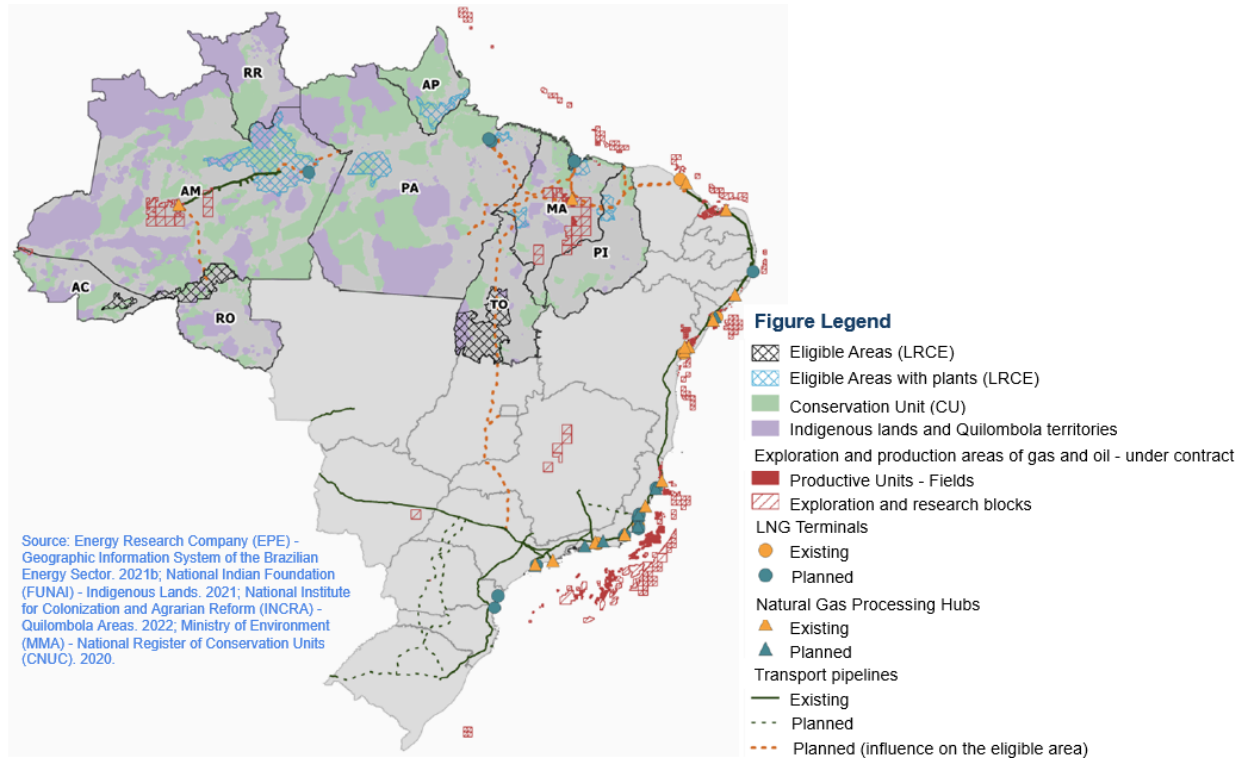 RR
AP
AM
PA
MA
PI
AC
RO
TO
Figure Legend
Eligible Areas (LRCE)
Eligible Areas with plants (LRCE)
Conservation Unit (CU)
Indigenous lands and Quilombola territories
Exploration and production areas of gas and oil - under contract
Productive Units - Fields
Exploration and research blocks
LNG Terminals
Existing
Planned
Natural Gas Processing Hubs
Existing
Planned
Transport pipelines
Existing
Planned
Planned (influence on the eligible area)
Source: Energy Research Company (EPE) -
Geographic Information System of the Brazilian
Energy Sector. 2021b; National Indian Foundation
(FUNAI) - Indigenous Lands. 2021; National Institute
for Colonization and Agrarian Reform (INCRA) -
Quilombola Areas. 2022; Ministry of Environment
(MMA) - National Register of Conservation Units
(CNUC). 2020.